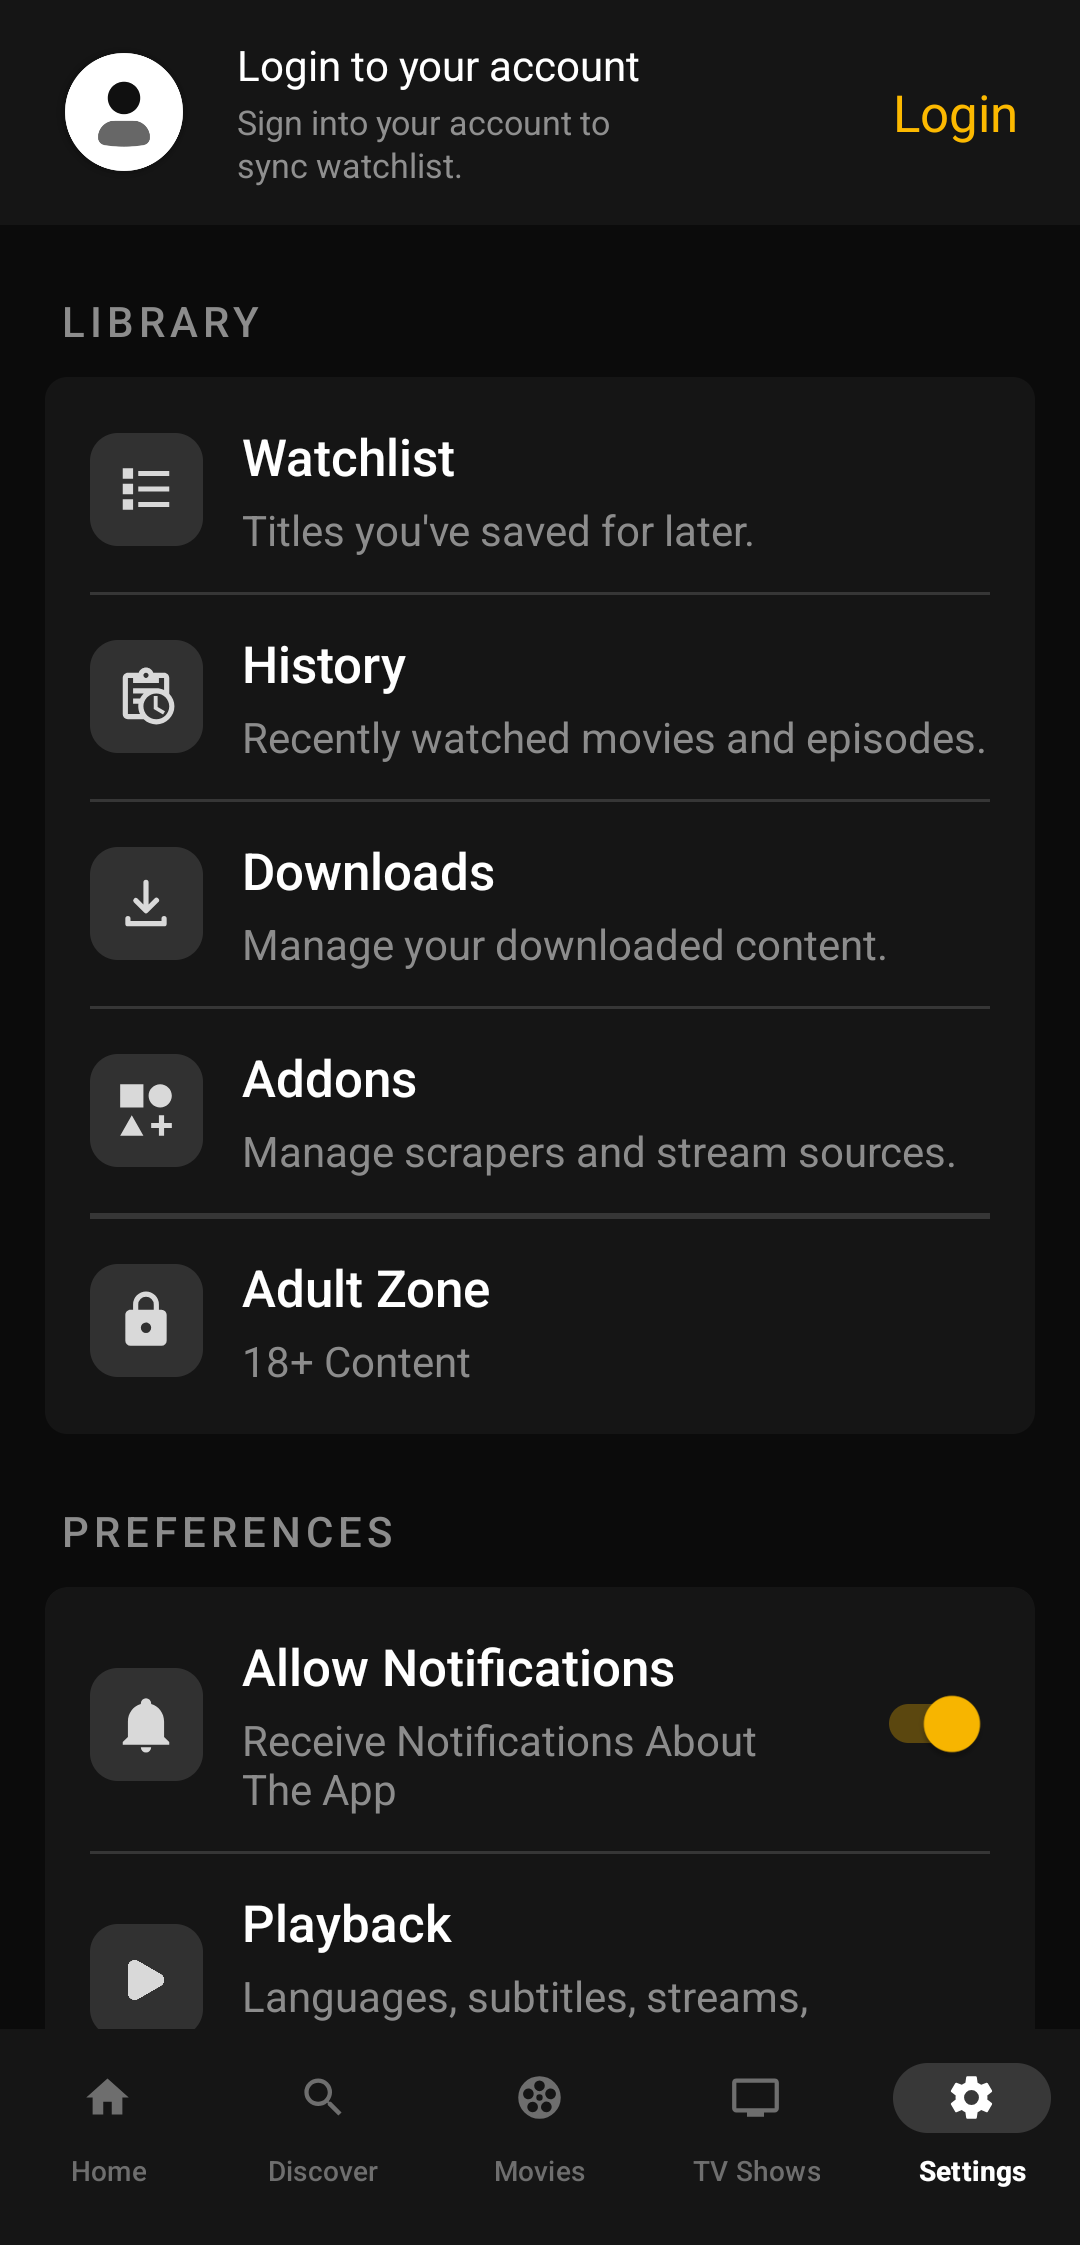 Login to your account
Sign into your account to
sync watchlist.
Login
LIBRARY
Watchlist
Titles you've saved for later.
History
Recently watched movies and episodes.
Downloads
Manage your downloaded content.
Addons
Manage scrapers and stream sources.
Adult Zone
18+ Content
PREFERENCES
Allow Notifications
Receive Notifications About
The App
Playback
Languages, subtitles, streams,
Home
Discover
Movies
TV Shows
Settings